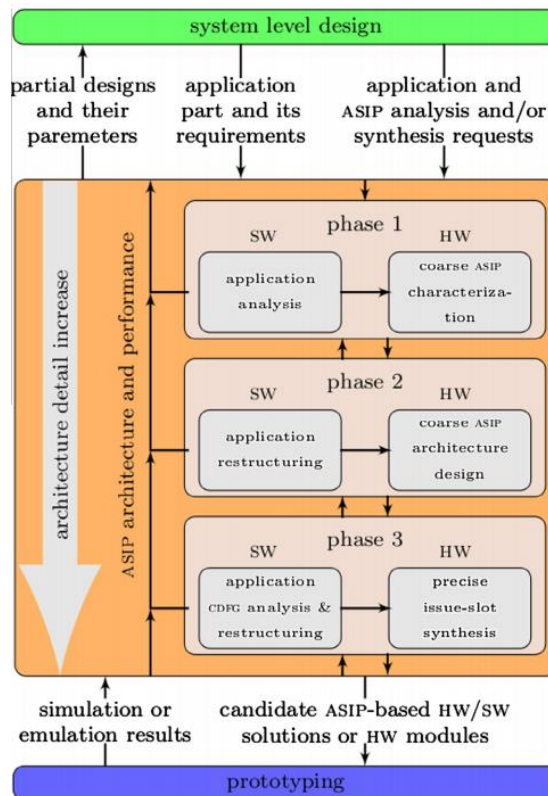 system level design
partial designs
and their
paremeters
application
part and its
requirements
application and
ASIP analysis and/or
synthesis requests
architecture detail increase
ASIP architecture and performance
phase 1
SW
HW
application
analysis
coarse ASIP
characteriza-
tion
phase 2
SW
HW
application
restructuring
coarse ASIP
architecture
design
phase 3
SW
HW
application
CDFG analysis &
restructuring
precise
issue-slot
synthesis
simulation or
emulation results
candidate ASIP-based HW/SW
solutions or HW modules
prototyping